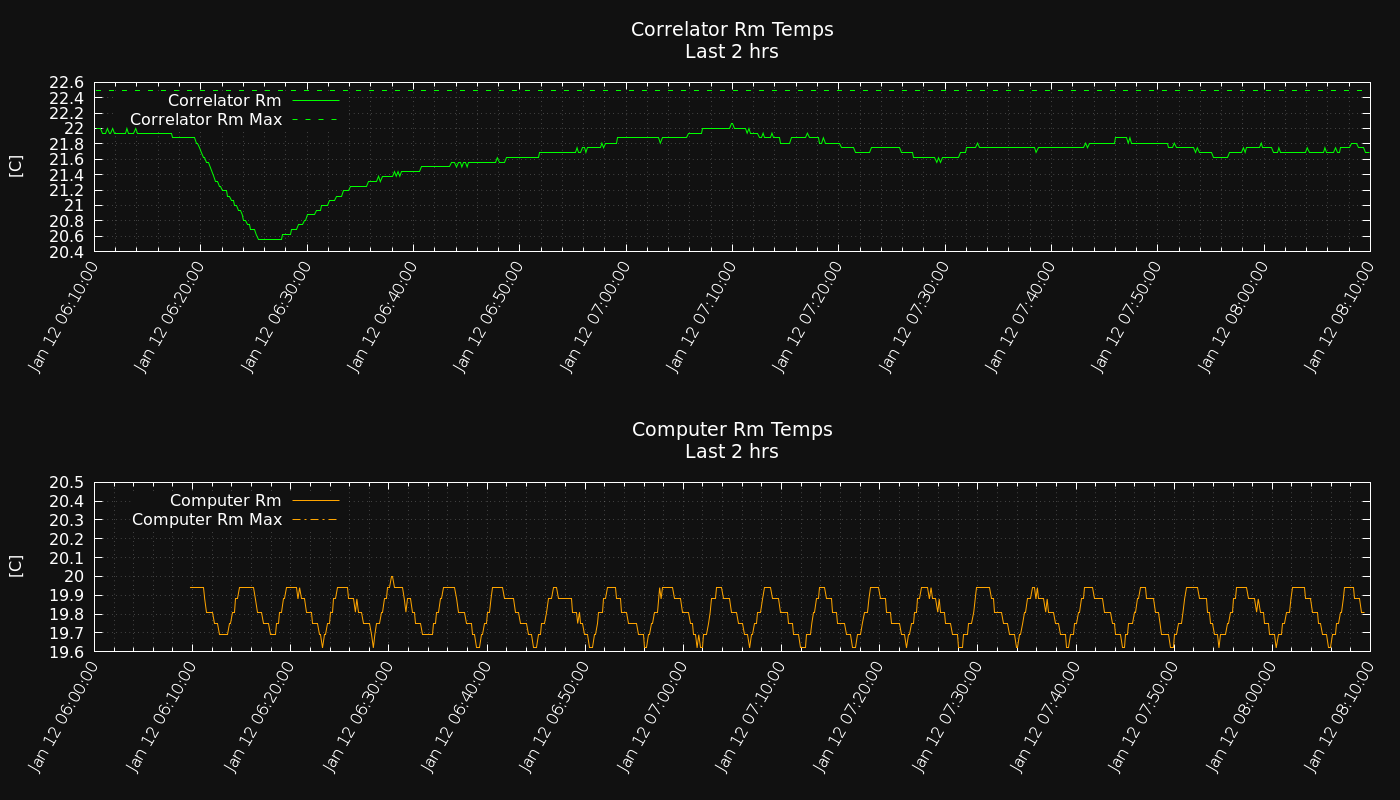 Correlator Rm Temps
Last 2 hrs
22.6
22.4
22.2
22
21.8
21.6
21.4
21.2
21
20.8
20.6
20.4
[C]
Correlator Rm
Correlator Rm Max
Jan 12 06:10:00
Jan 12 06:20:00
Jan 12 06:30:00
Jan 12 06:40:00
Jan 12 06:50:00
Jan 12 07:00:00
Jan 12 07:10:00
Jan 12 07:20:00
Jan 12 07:30:00
Jan 12 07:40:00
Jan 12 07:50:00
Jan 12 08:00:00
Jan 12 08:10:00
Computer Rm Temps
Last 2 hrs
20.5
20.4
20.3
20.2
20.1
20
19.9
19.8
19.7
19.6
[C]
Computer Rm
Computer Rm Max
Jan 12 06:00:00
Jan 12 06:10:00
Jan 12 06:20:00
Jan 12 06:30:00
Jan 12 06:40:00
Jan 12 06:50:00
Jan 12 07:00:00
Jan 12 07:10:00
Jan 12 07:20:00
Jan 12 07:30:00
Jan 12 07:40:00
Jan 12 07:50:00
Jan 12 08:00:00
Jan 12 08:10:00